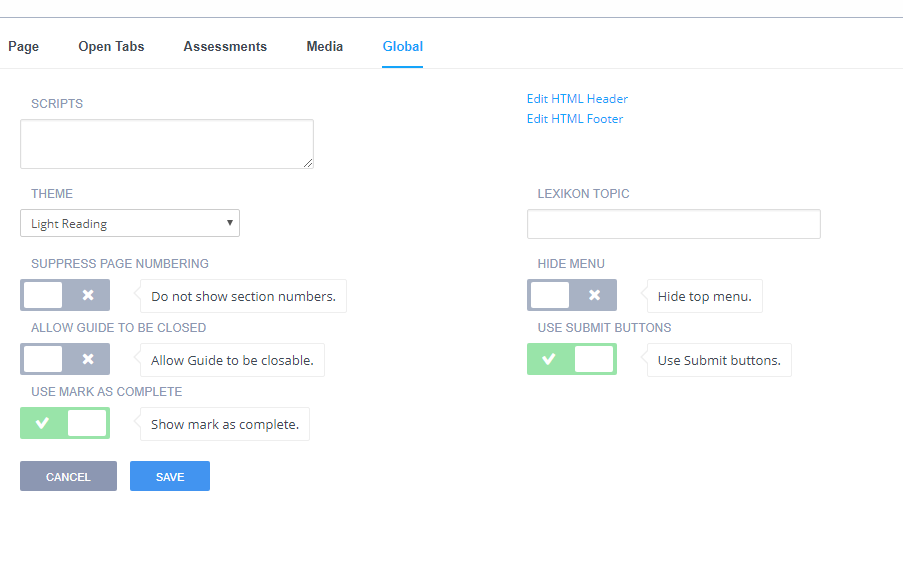 Page Open Tabs Assessments Media Global
SCRIPTS
Edit HTML Header
Edit HTML Footer
THEME
LEXIKON TOPIC
Light Reading
SUPPRESS PAGE NUMBERING
HIDE MENU
Do not show section numbers.
Hide top menu.
ALLOW GUIDE TO BE CLOSED
USE SUBMIT BUTTONS
Allow Guide to be closable.
Use Submit buttons.
USE MARK AS COMPLETE
Show mark as complete.
CANCEL SAVE